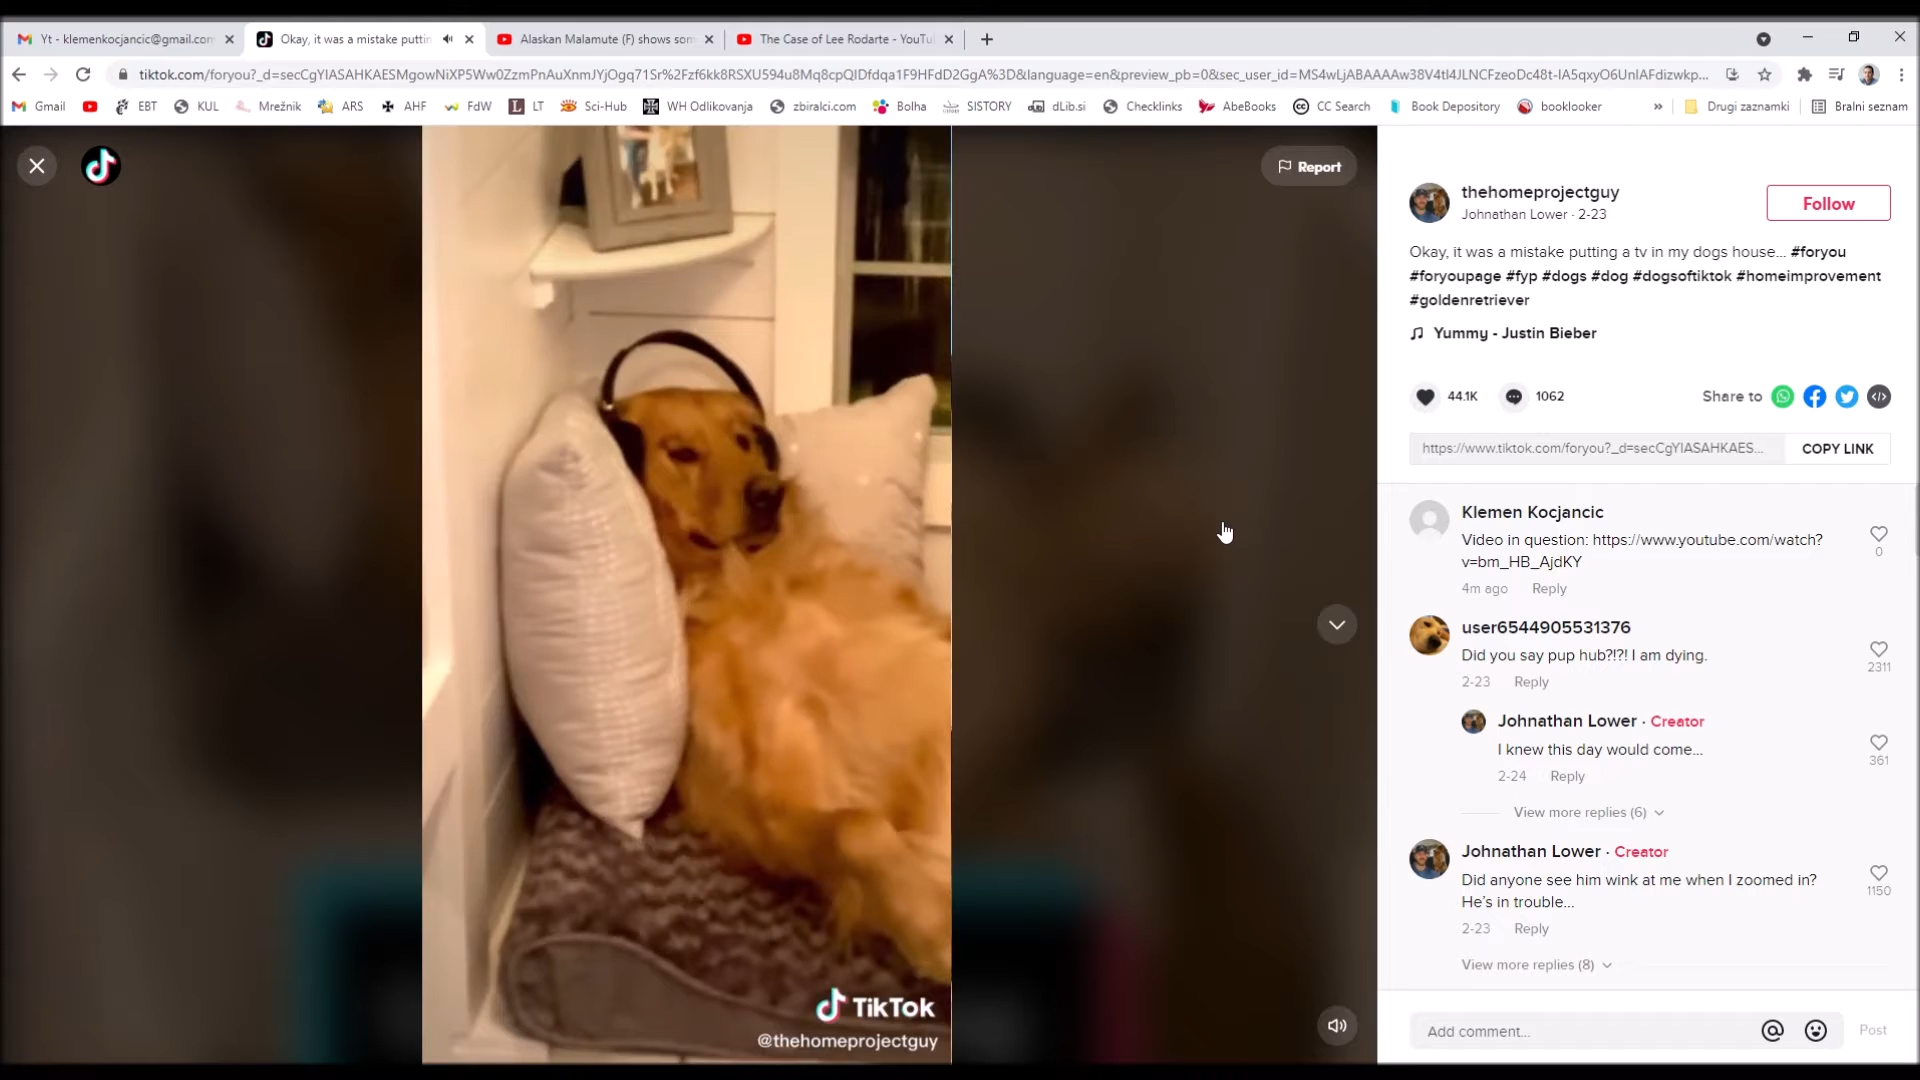 Yt - klemenkocjancic@gmail.com
Okay, it was a mistake puttin
Alaskan Malamute (F) shows som
The Case of Lee Rodarte - YouTu
tiktok.com/foryou?_d=secCgYIASAHKAESMgowNiXP5Ww0ZzmPnAuXnmJYjOgq71Sr%2Fzf6kk8RSXU594u8Mq8cpQIDfdqa1F9HFdD2GgA%3D&language=en&preview_pb=0&sec_user_id=MS4wLjABAAAAw38V4tl4JLNCFzeoDc48t-IA5qxyO6UnIAFdizwkp...
Gmail
EBT
KUL
Mrežnik
ARS
AHF
FdW
LT
Sci-Hub
WH Odlikovanja
zbiralci.com
Bolha
SISTORY
dLib.si
Checklinks
AbeBooks
CC Search
Book Depository
booklooker
»
Drugi zaznamki
Bralni seznam
Report
thehomeprojectguy
Johnathan Lower · 2-23
Follow
Okay, it was a mistake putting a tv in my dogs house... #foryou
#foryoupage #fyp #dogs #dog #dogsoftiktok #homeimprovement
#goldenretriever
Yummy - Justin Bieber
44.1K
1062
Share to
https://www.tiktok.com/foryou?_d=secCgYIASAHKAES...
COPY LINK
Klemen Kocjancic
Video in question: https://www.youtube.com/watch?
v=bm_HB_AjdKY
0
4m ago Reply
user6544905531376
Did you say pup hub?!?! I am dying.
2311
2-23 Reply
Johnathan Lower · Creator
I knew this day would come...
361
2-24 Reply
View more replies (6)
Johnathan Lower · Creator
Did anyone see him wink at me when I zoomed in?
He's in trouble...
1150
2-23 Reply
View more replies (8)
Add comment...
Post
TikTok
@thehomeprojectguy